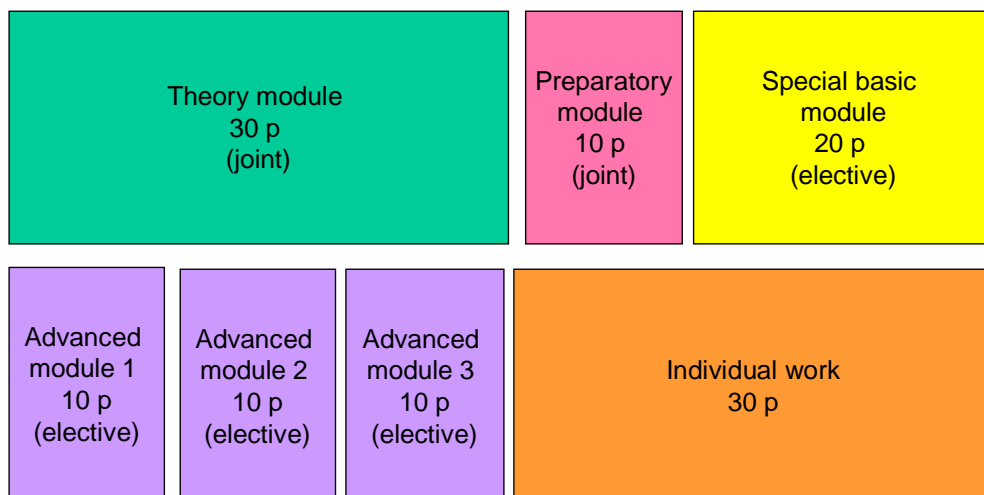 Theory module
30 p
(joint)
Preparatory
module
10 p
(joint)
Special basic
module
20 p
(elective)
Advanced
module 1
10 p
(elective)
Advanced
module 2
10 p
(elective)
Advanced
module 3
10 p
(elective)
Individual work
30 p